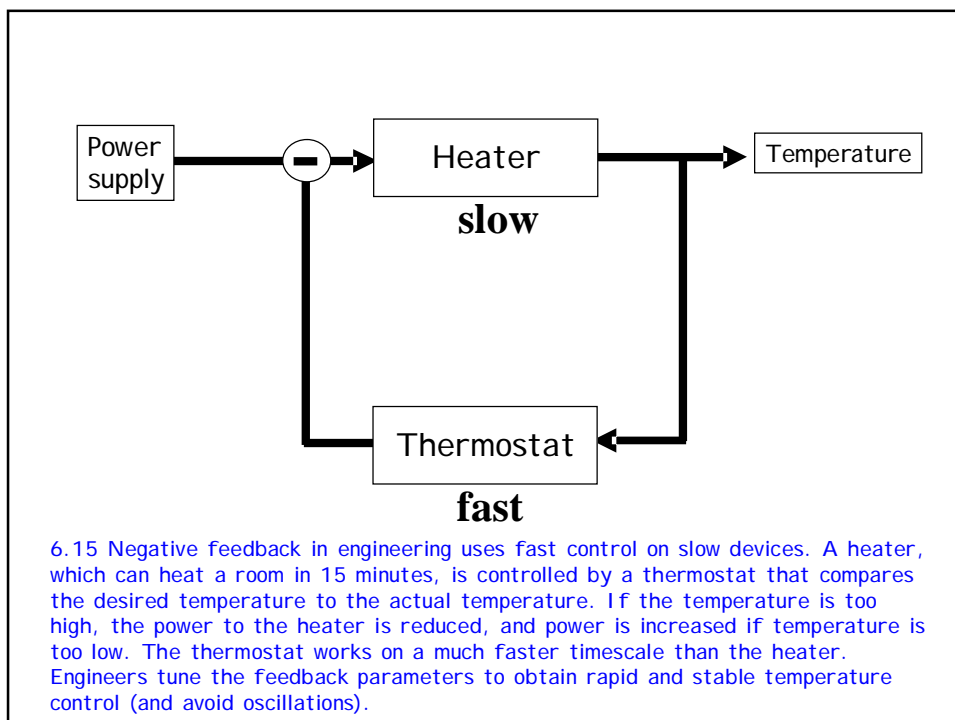 Power
supply
-
Heater
Temperature
slow
Thermostat
fast
6.15 Negative feedback in engineering uses fast control on slow devices. A heater,
which can heat a room in 15 minutes, is controlled by a thermostat that compares
the desired temperature to the actual temperature. If the temperature is too
high, the power to the heater is reduced, and power is increased if temperature is
too low. The thermostat works on a much faster timescale than the heater.
Engineers tune the feedback parameters to obtain rapid and stable temperature
control (and avoid oscillations).